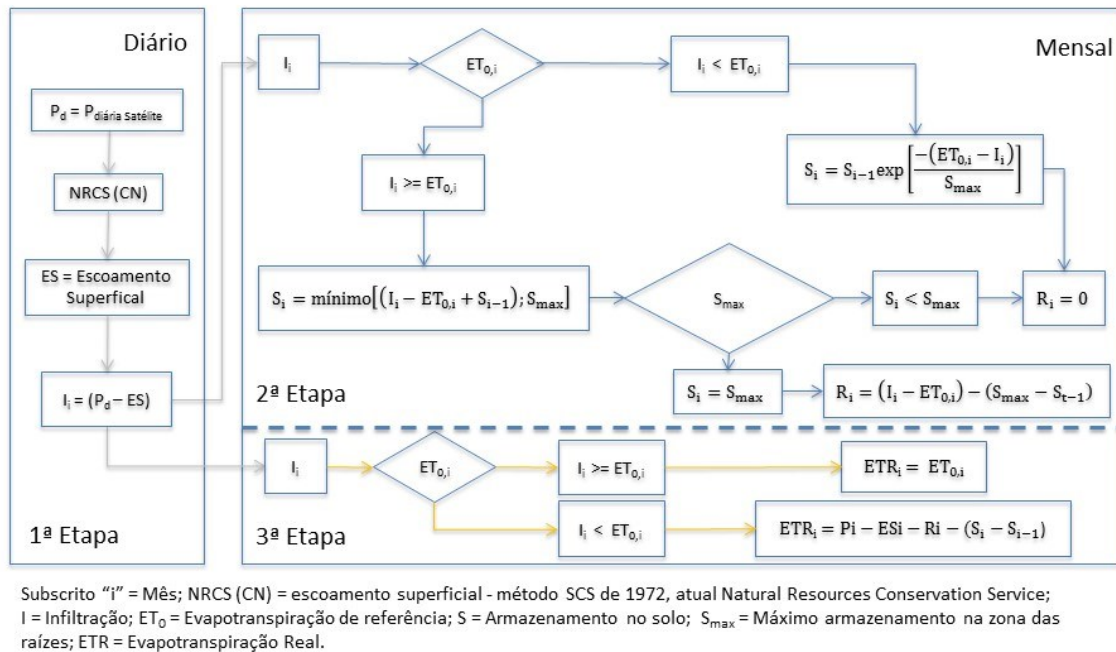 Diário
P_d = P_diária Satélite
NRCS (CN)
ES = Escoamento
Superfical
I_i = (P_d – ES)
1ª Etapa
Mensal
I_i
ET_0,i
I_i < ET_0,i
I_i >= ET_0,i
S_i = S_i−1 exp[−(ET_0,i − I_i) / S_max]
S_i = mínimo[(I_i − ET_0,i + S_i−1); S_max]
S_max
S_i < S_max
R_i = 0
S_i = S_max
R_i = (I_i − ET_0,i) − (S_max − S_t−1)
2ª Etapa
I_i
ET_0,i
I_i >= ET_0,i
ETR_i = ET_0,i
I_i < ET_0,i
ETR_i = Pi − ESi − Ri − (S_i − S_i−1)
3ª Etapa
Subscrito “i” = Mês; NRCS (CN) = escoamento superficial - método SCS de 1972, atual Natural Resources Conservation Service;
I = Infiltração; ET_0 = Evapotranspiração de referência; S = Armazenamento no solo; S_max = Máximo armazenamento na zona das
raízes; ETR = Evapotranspiração Real.